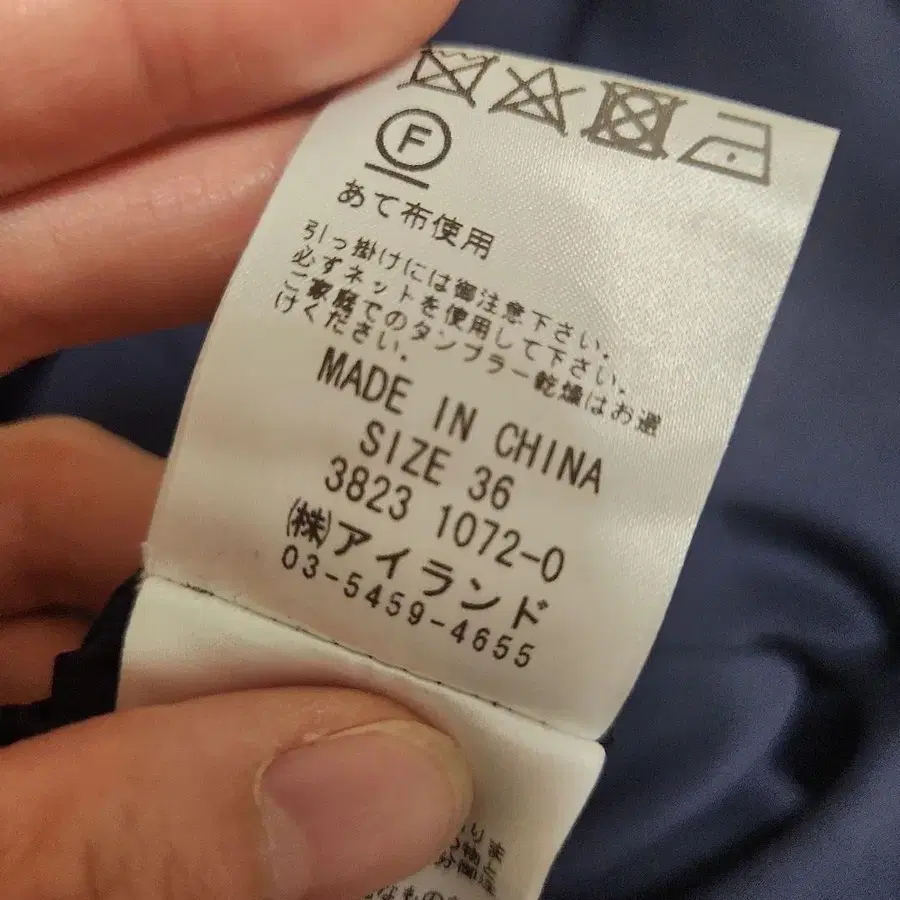 F
あて布使用
引っ掛けには御注意下さい.
必ずネットを使用して下さい.
ご家庭でのタンブラー乾燥はお避
けください.
MADE IN CHINA
SIZE 36
3823 1072-0
㈱アイランド
03-5459-4655